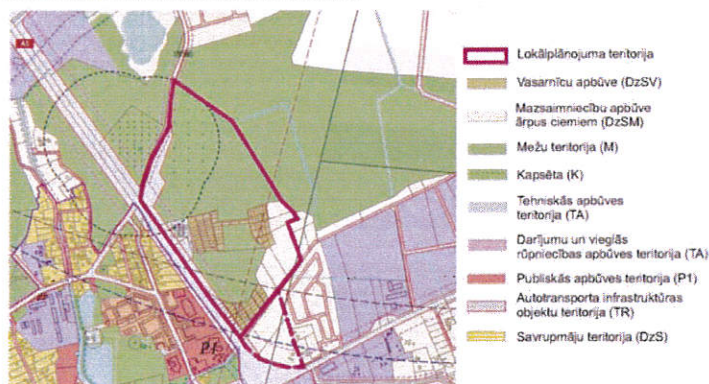 A5
Lokālplānojuma teritorija
Vasarnīcu apbūve (DzSV)
Mazsaimniecību apbūve
ārpus ciemiem (DzSM)
Mežu teritorija (M)
Kapsēta (K)
Tehniskās apbūves
teritorija (TA)
Darījumu un vieglās
rūpniecības apbūves teritorija (TA)
Publiskās apbūves teritorija (P1)
Autotransporta infrastruktūras
objektu teritorija (TR)
Savrupmāju teritorija (DzS)
P1